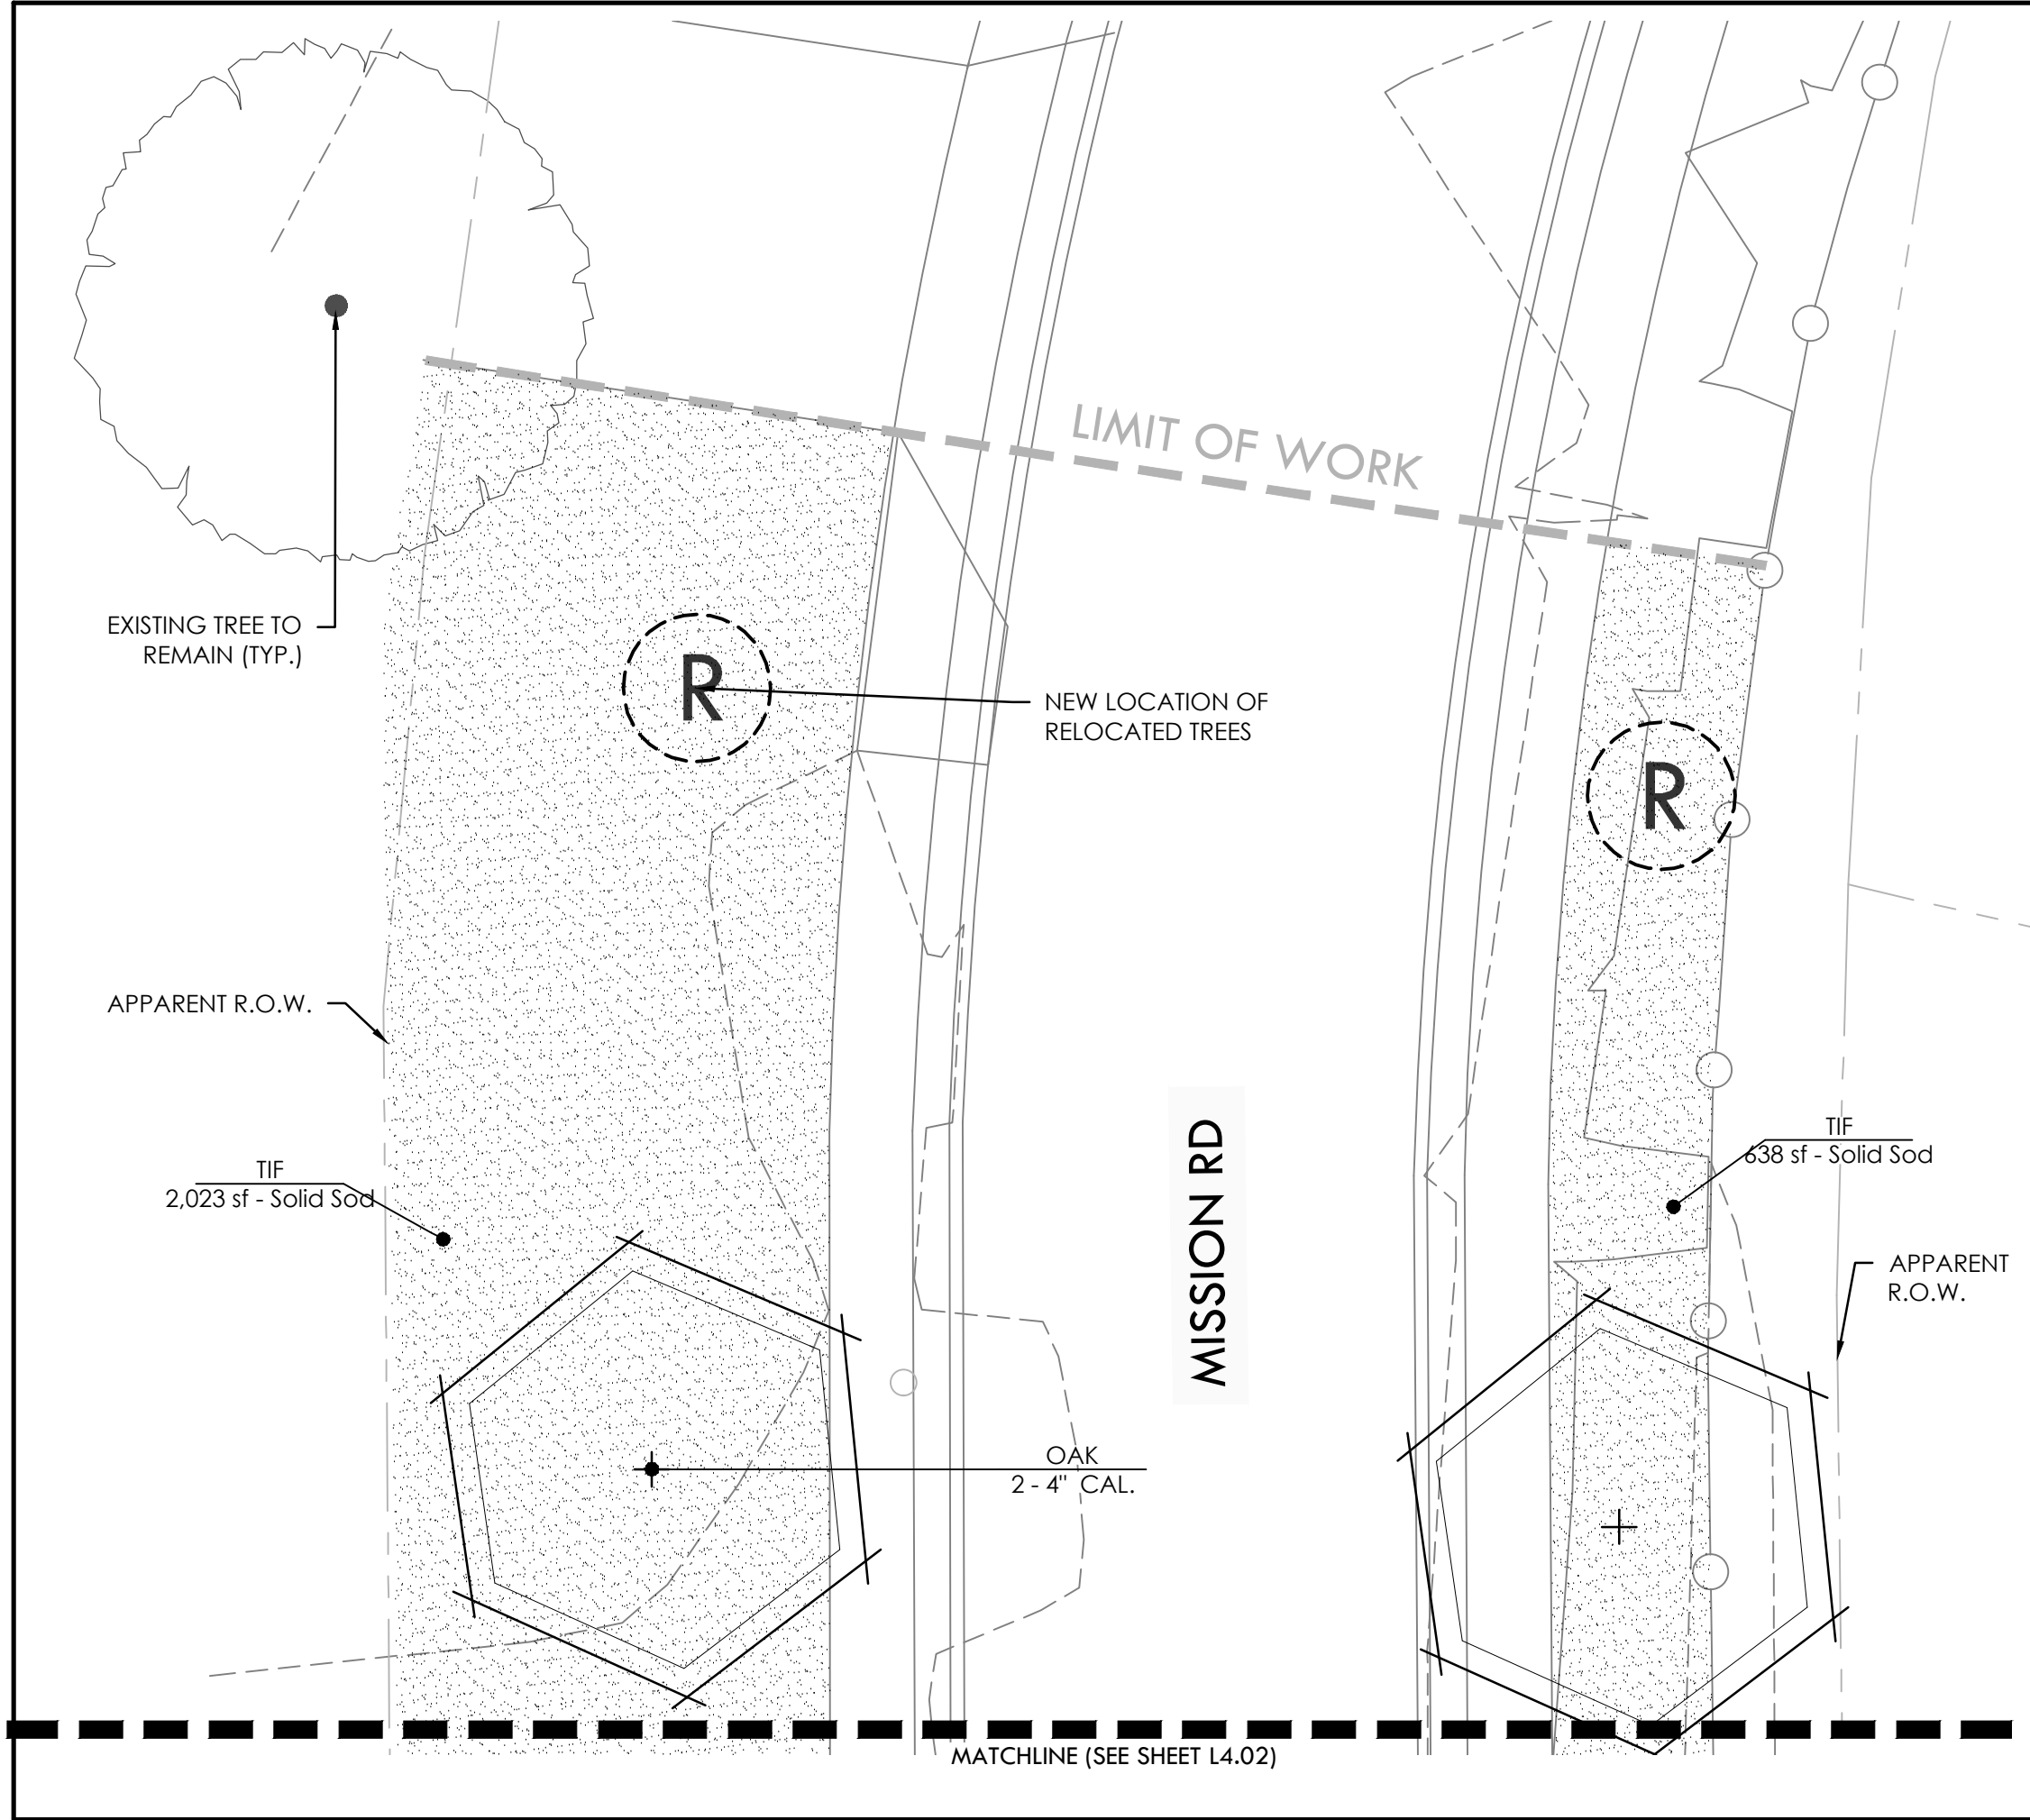 LIMIT OF WORK
EXISTING TREE TO
REMAIN (TYP.)
R
NEW LOCATION OF
RELOCATED TREES
R
APPARENT R.O.W.
TIF
2,023 sf - Solid Sod
MISSION RD
TIF
638 sf - Solid Sod
APPARENT
R.O.W.
OAK
2 - 4" CAL.
MATCHLINE (SEE SHEET L4.02)